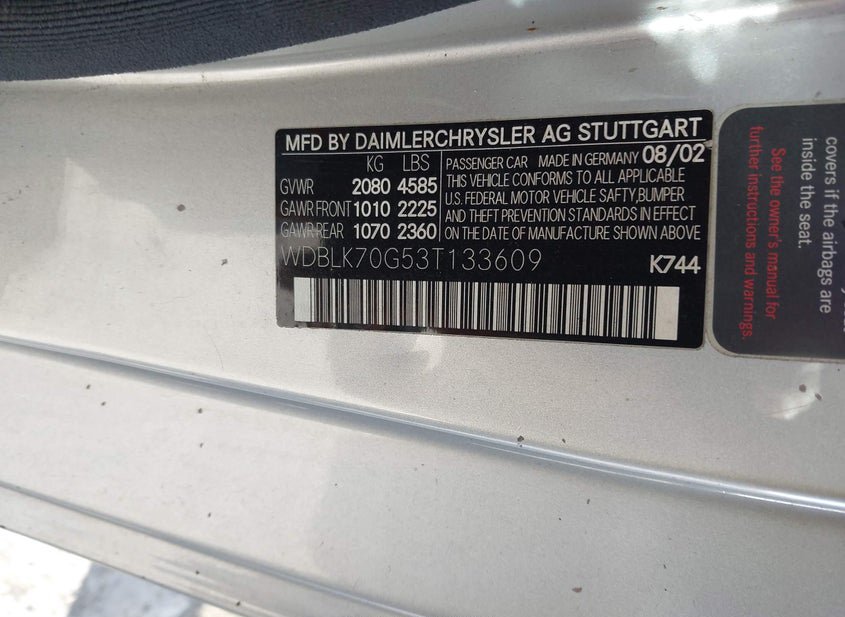 MFD BY DAIMLERCHRYSLER AG STUTTGART
KG LBS
GVWR 2080 4585
GAWR FRONT 1010 2225
GAWR REAR 1070 2360
PASSENGER CAR MADE IN GERMANY 08/02
THIS VEHICLE CONFORMS TO ALL APPLICABLE
U.S. FEDERAL MOTOR VEHICLE SAFTY,BUMPER
AND THEFT PREVENTION STANDARDS IN EFFECT
ON THE DATE OF MANUFACTURE SHOWN ABOVE
WDBLK70G53T133609
K744
covers if the airbags are
inside the seat.
See the owner's manual for
further instructions and warnings.